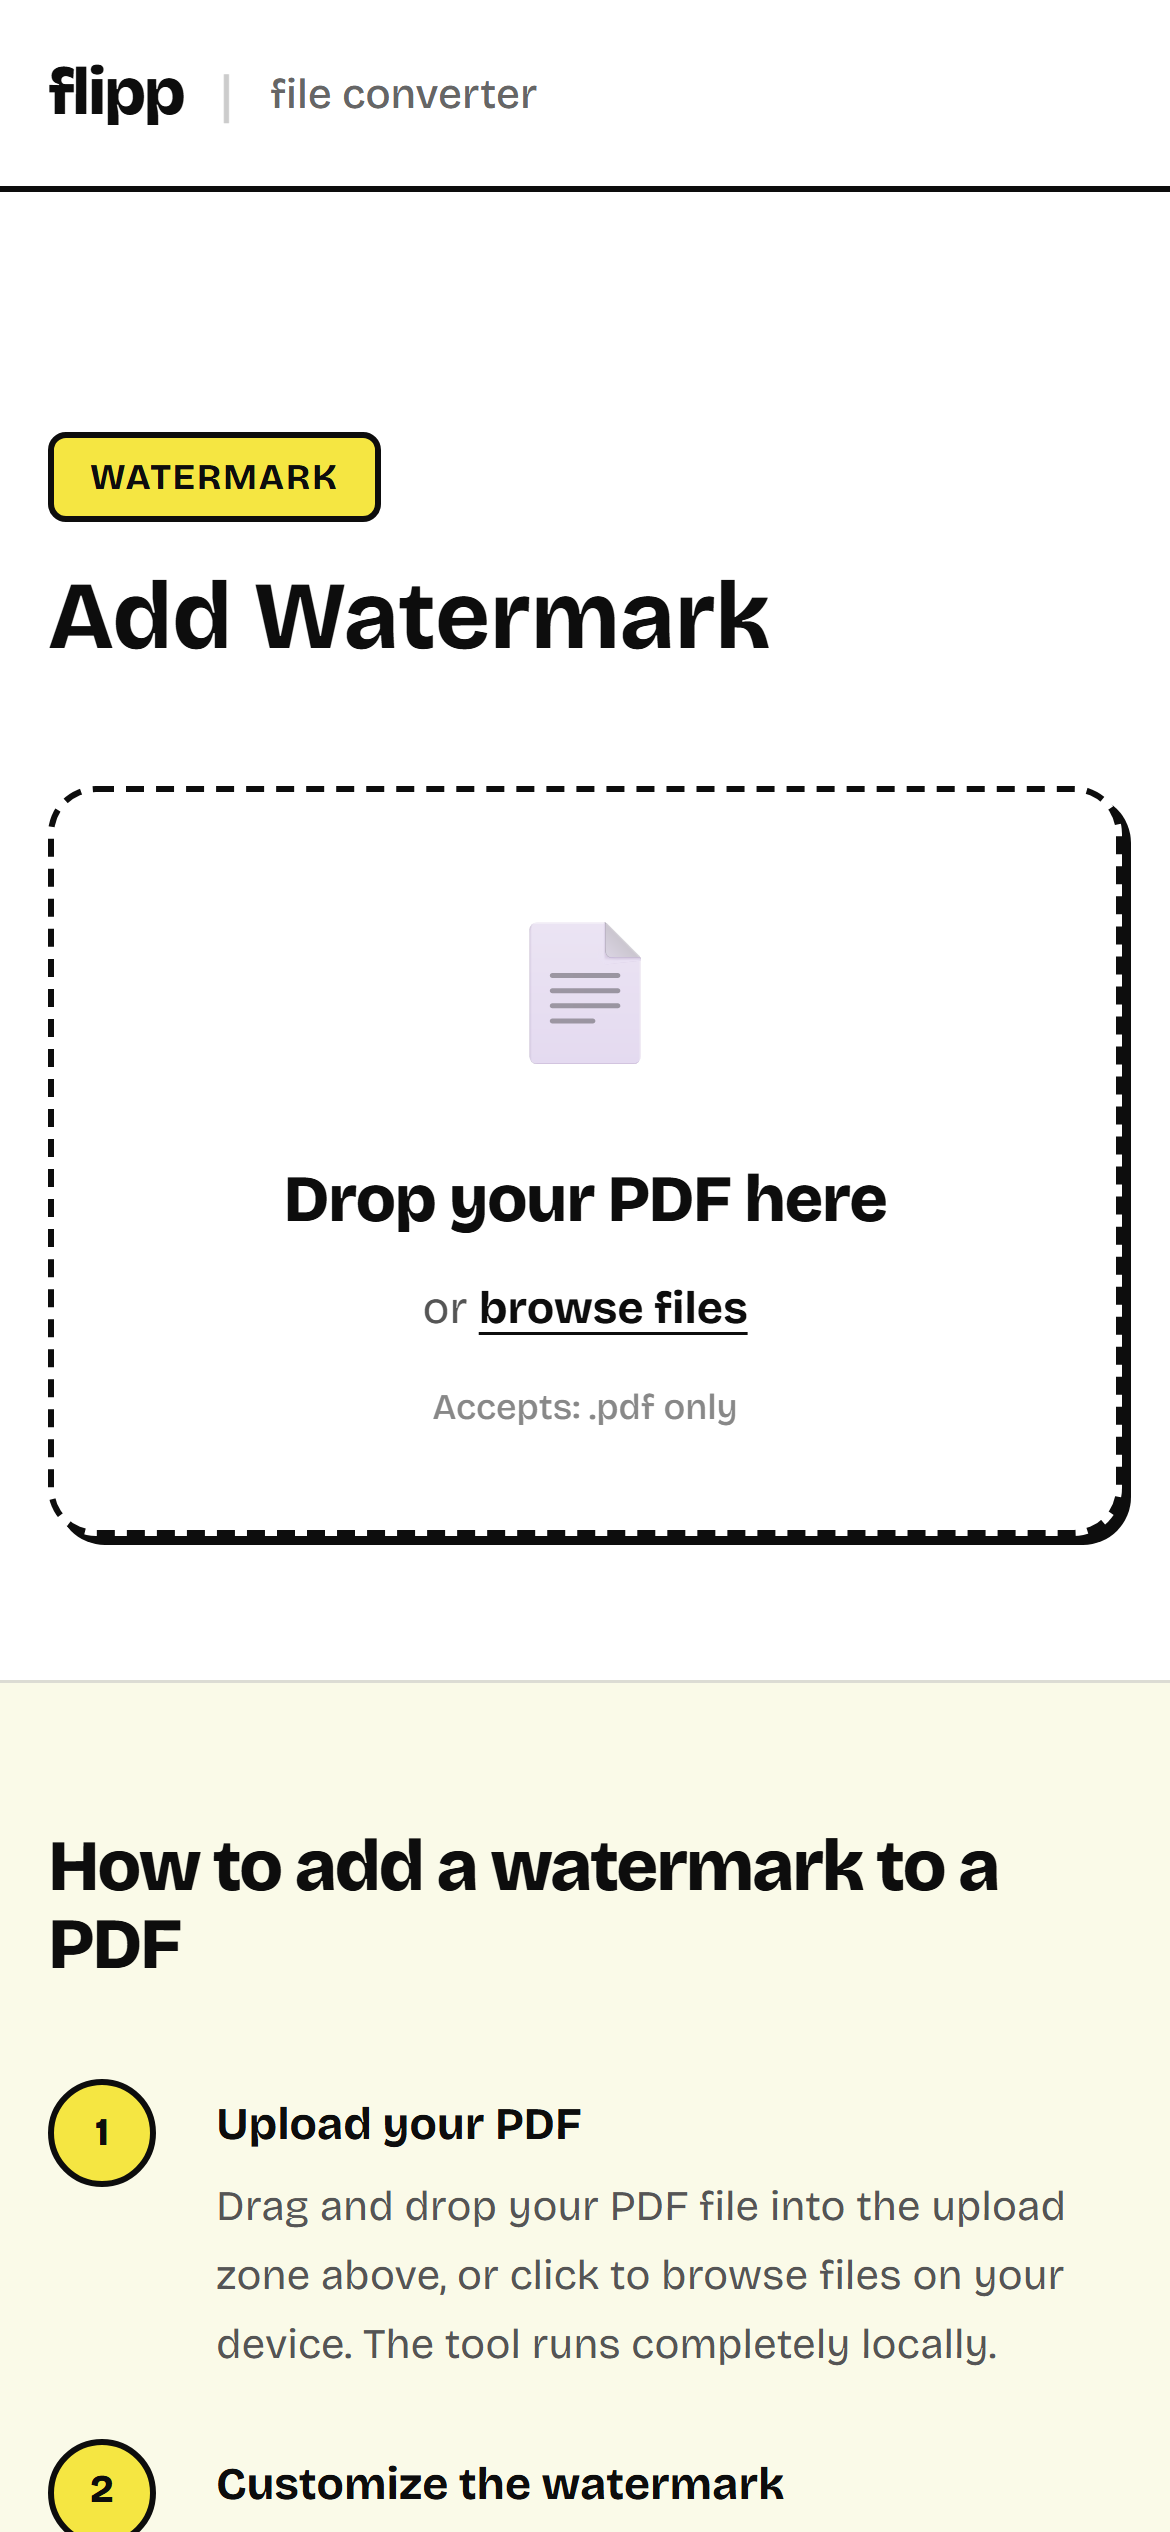 flipp | file converter
WATERMARK
Add Watermark
Drop your PDF here
or browse files
Accepts: .pdf only
How to add a watermark to a
PDF
1
Upload your PDF
Drag and drop your PDF file into the upload
zone above, or click to browse files on your
device. The tool runs completely locally.
2
Customize the watermark